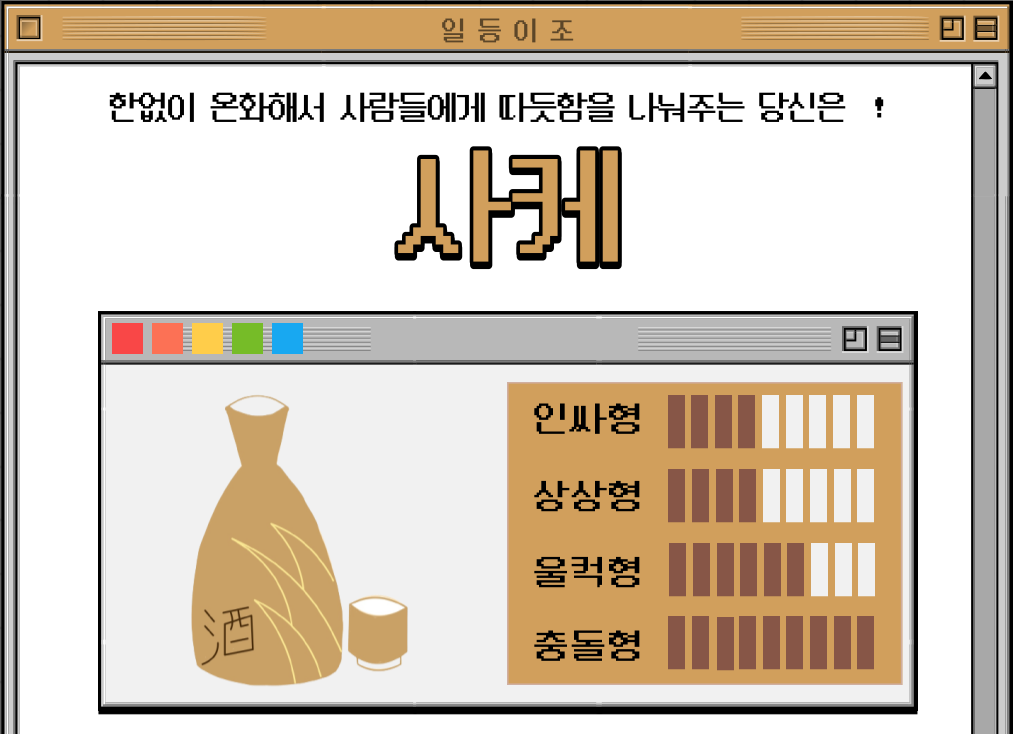 일등이조
한없이 온화해서 사람들에게 따듯함을 나눠주는 당신은 !
사케
인싸형
상상형
울컥형
충돌형
酒